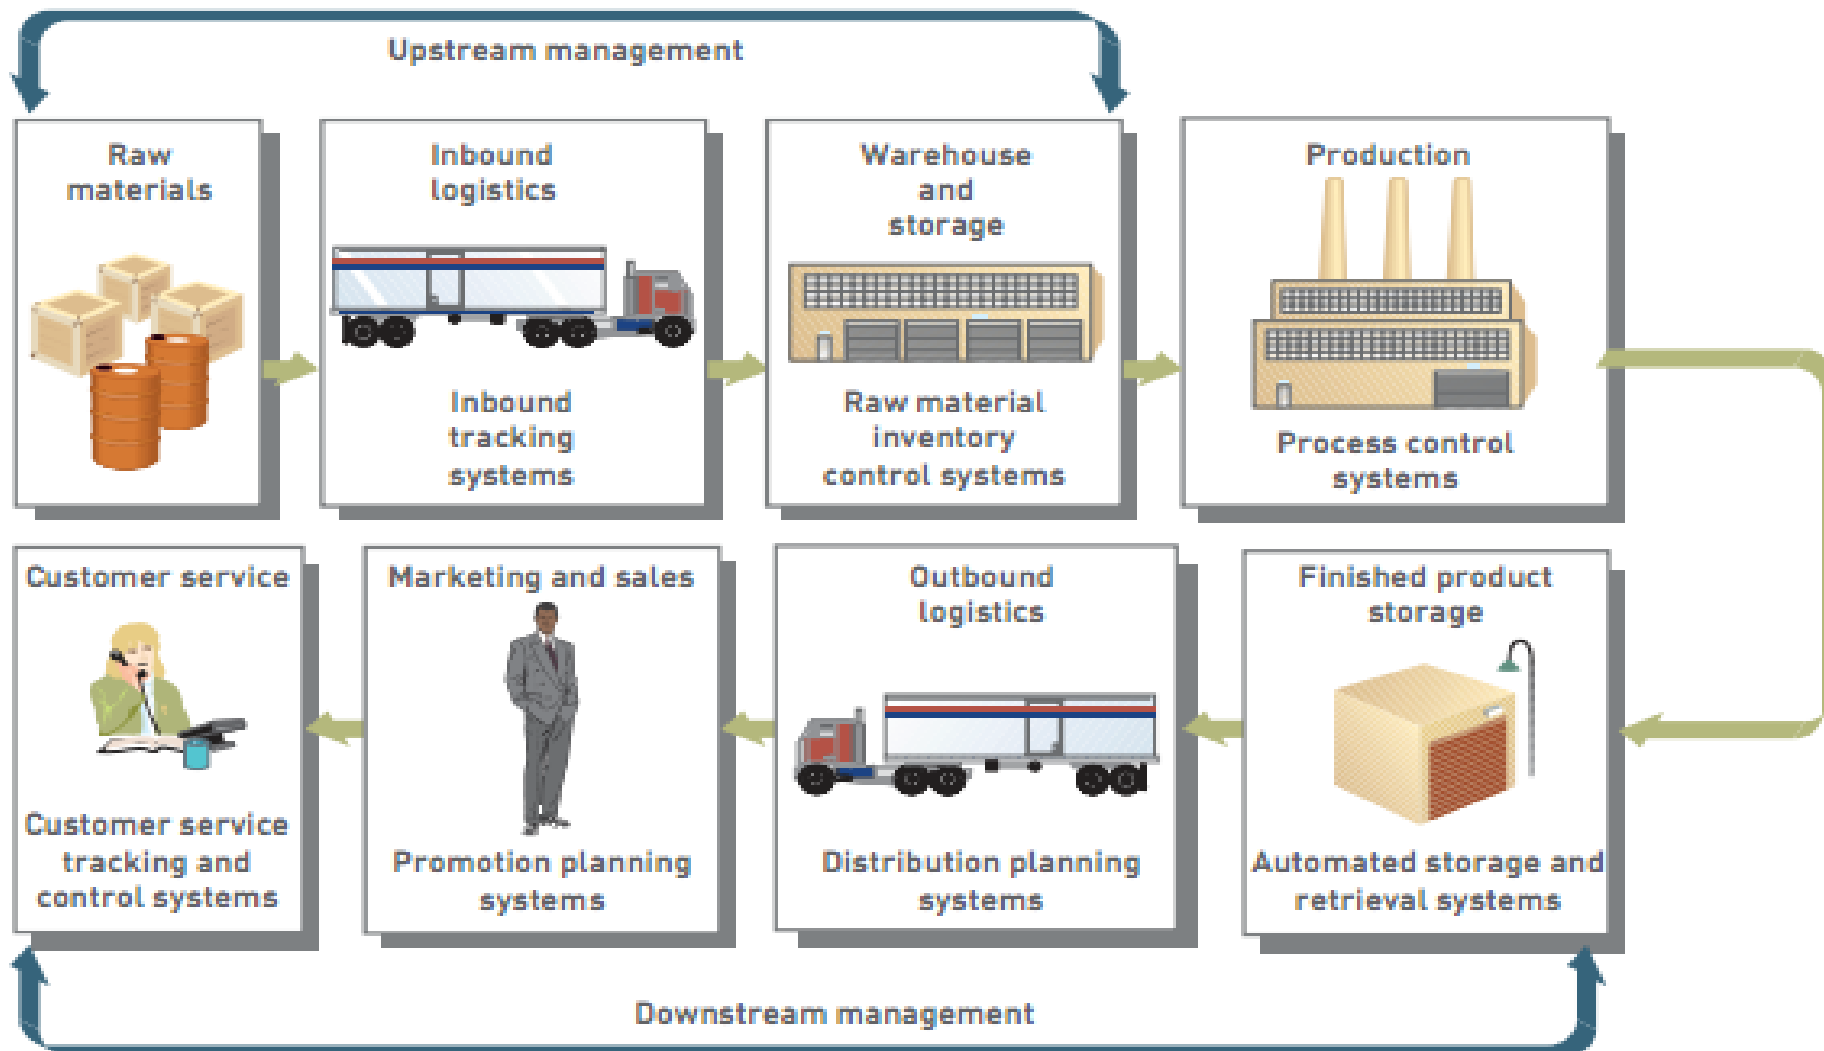 Upstream management
Raw
materials
Inbound
logistics
Inbound
tracking
systems
Warehouse
and
storage
Raw material
inventory
control systems
Production
Process control
systems
Customer service
Customer service
tracking and
control systems
Marketing and sales
Promotion planning
systems
Outbound
logistics
Distribution planning
systems
Finished product
storage
Automated storage and
retrieval systems
Downstream management